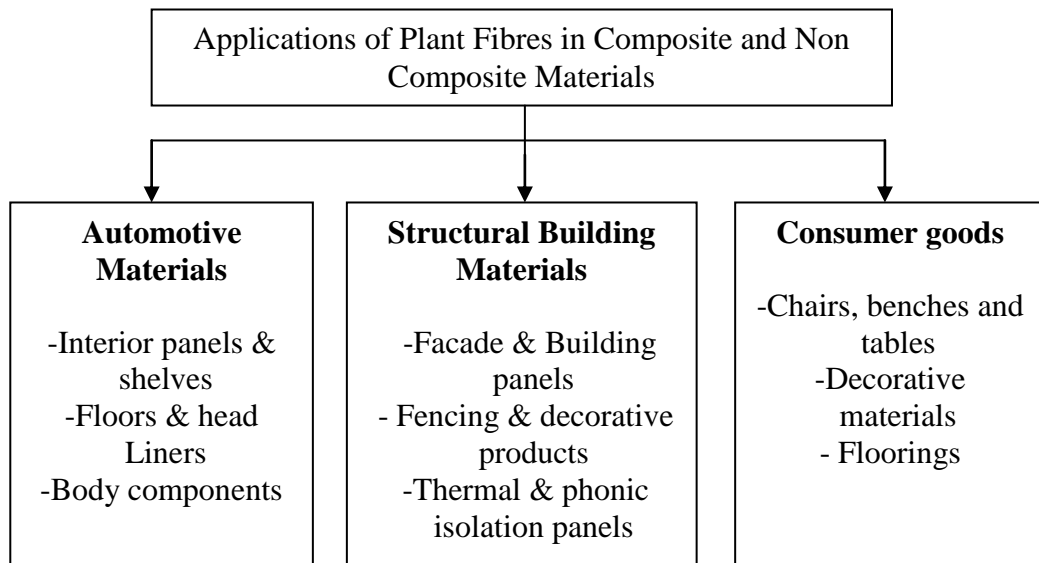 Applications of Plant Fibres in Composite and Non
Composite Materials
Automotive
Materials
-Interior panels &
shelves
-Floors & head
Liners
-Body components
Structural Building
Materials
-Facade & Building
panels
- Fencing & decorative
products
-Thermal & phonic
isolation panels
Consumer goods
-Chairs, benches and
tables
-Decorative
materials
- Floorings